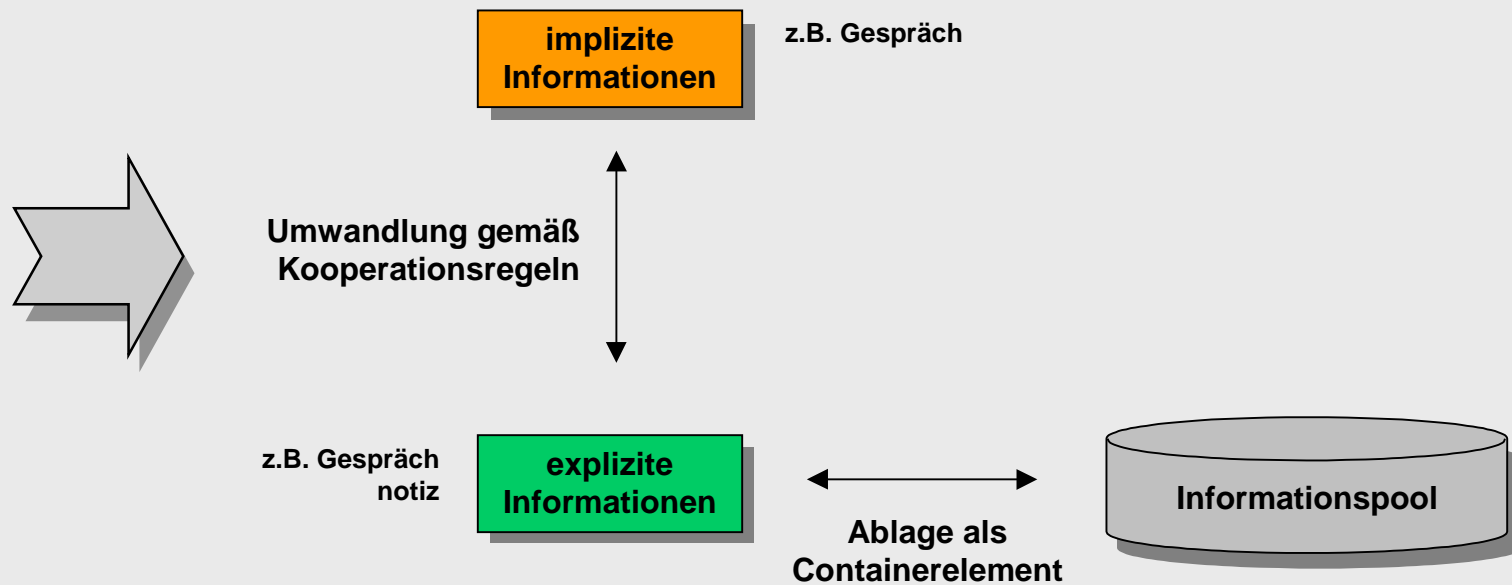 implizite
Informationen
z.B. Gespräch
Umwandlung gemäß
Kooperationsregeln
z.B. Gespräch
notiz
explizite
Informationen
Ablage als
Containerelement
Informationspool